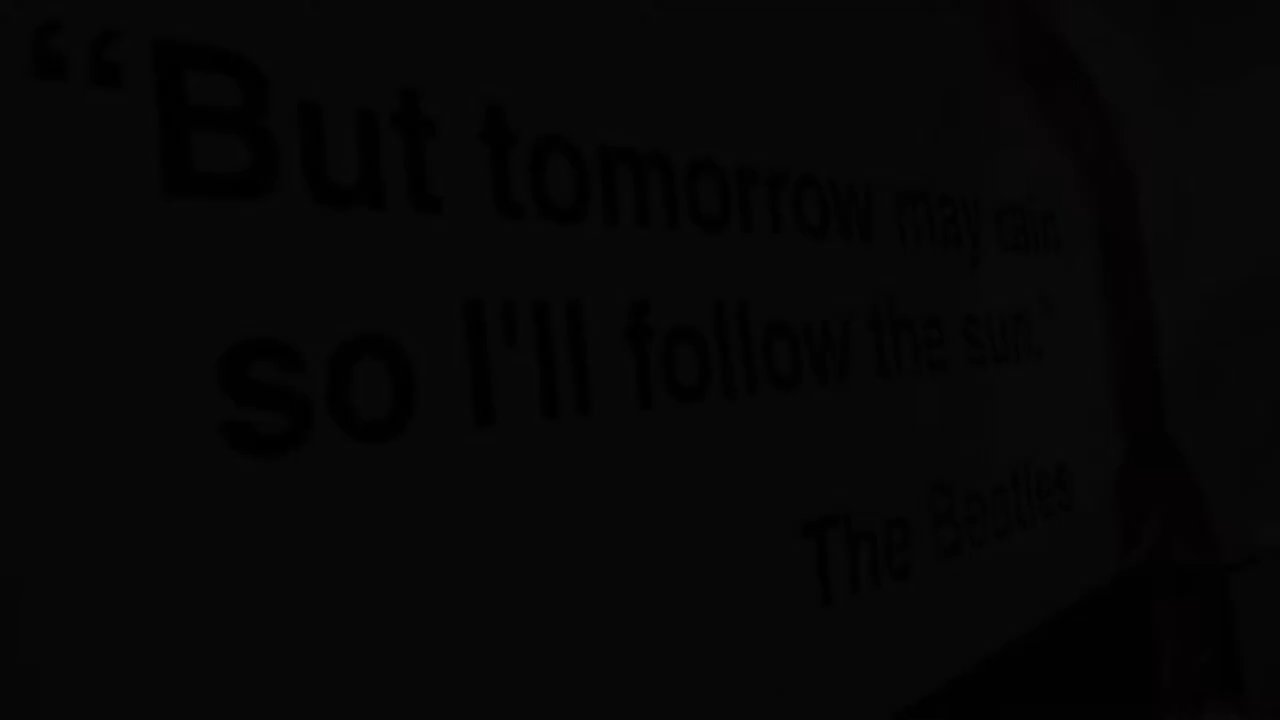 “But tomorrow may rain
so I'll follow the sun.”
The Beatles